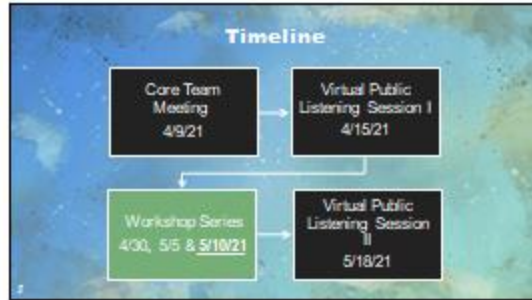 Timeline
Core Team
Meeting
4/9/21
Virtual Public
Listening Session I
4/15/21
Workshop Series
4/30, 5/5 & 5/10/21
Virtual Public
Listening Session
II
5/18/21